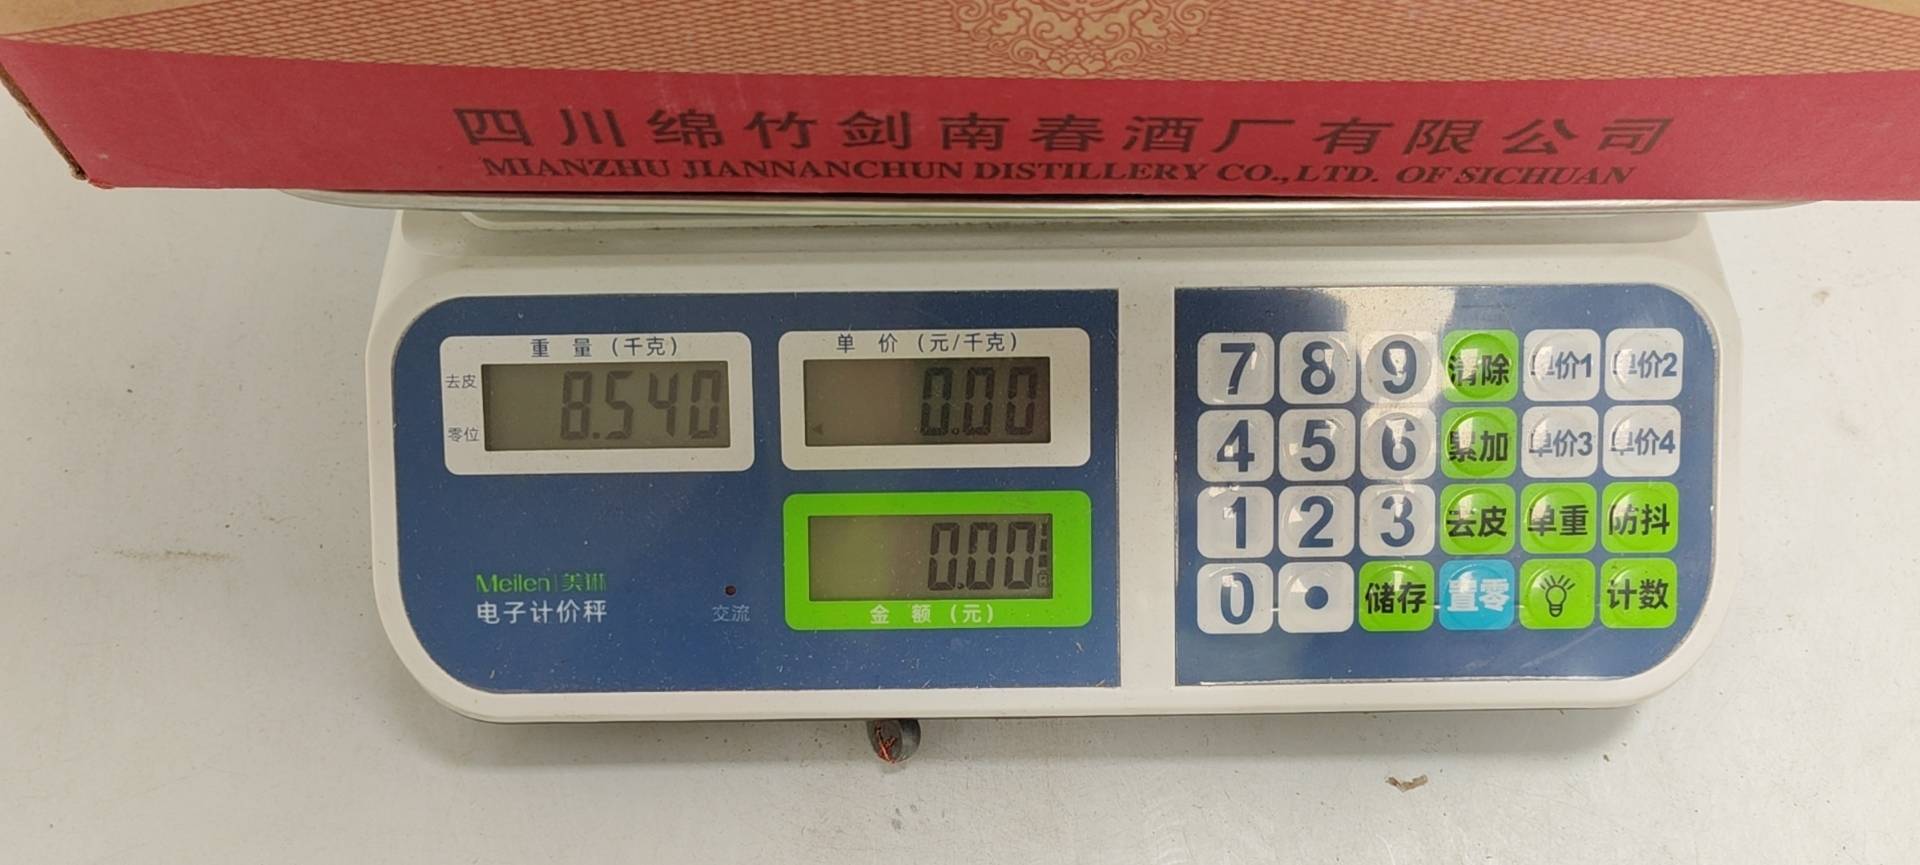 四川绵竹剑南春酒厂有限公司
MIANZHU JIANNANCHUN DISTILLERY CO., LTD. OF SICHUAN
重 量 (千克)
单 价 (元/千克)
去皮
零位
8.540
0.00
0.00
金 额 (元)
Meilen 美琳
电子计价秤
交流
7 8 9 清除 单价1 单价2
4 5 6 累加 单价3 单价4
1 2 3 去皮 单重 防抖
0 • 储存 置零 计数